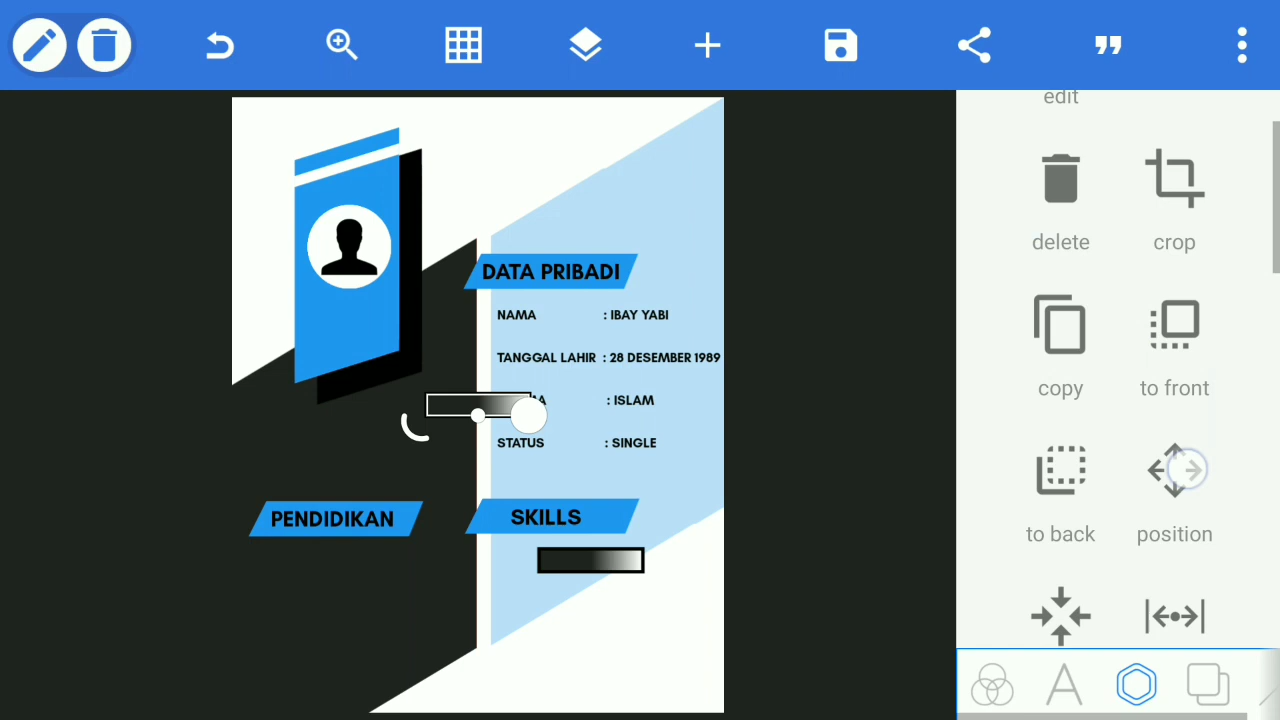 edit
DATA PRIBADI
NAMA : IBAY YABI
TANGGAL LAHIR : 28 DESEMBER 1989
: ISLAM
STATUS : SINGLE
PENDIDIKAN
SKILLS
delete
crop
copy
to front
to back
position